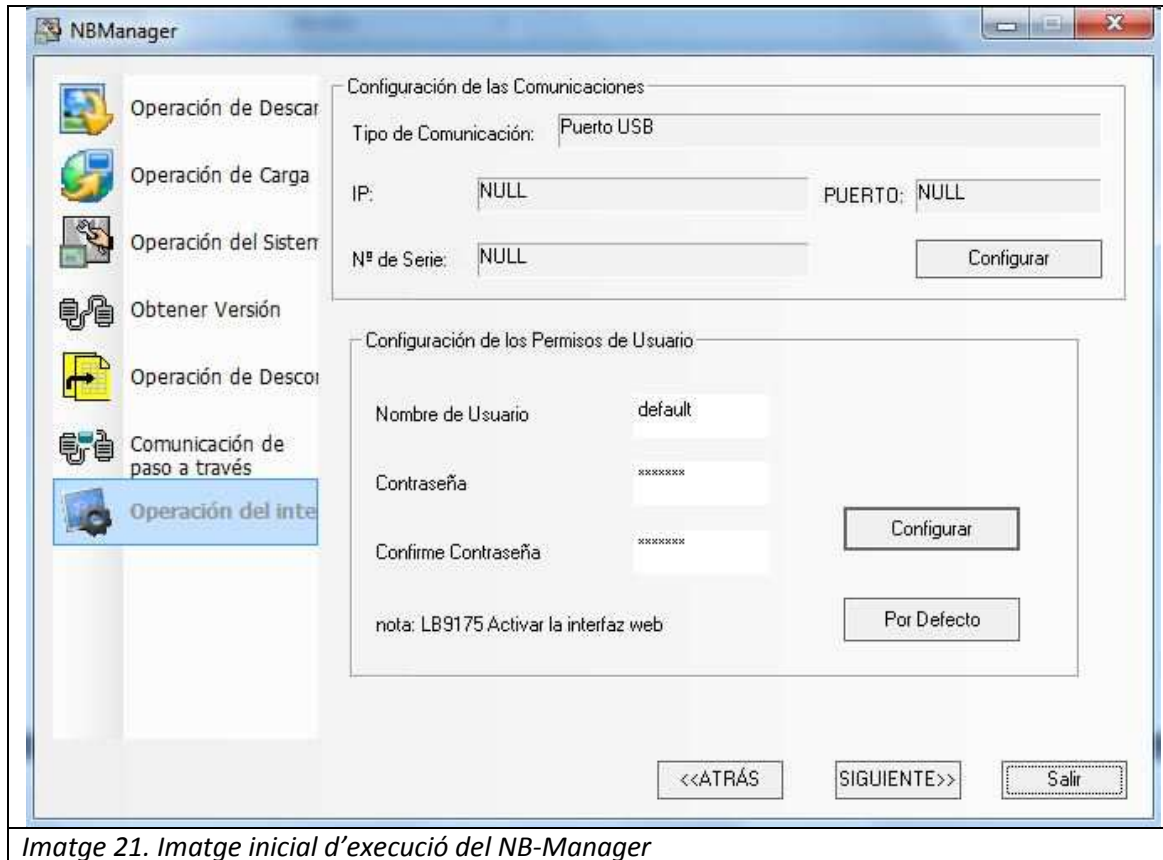 NBManager
Operación de Descar
Operación de Carga
Operación del Sistem
Obtener Versión
Operación de Descon
Comunicación de
paso a través
Operación del inte
Configuración de las Comunicaciones
Tipo de Comunicación: Puerto USB
IP: NULL PUERTO: NULL
Nº de Serie: NULL Configurar
Configuración de los Permisos de Usuario
Nombre de Usuario default
Contraseña *******
Confirme Contraseña *******
Configurar
nota: LB9175 Activar la interfaz web Por Defecto
<<ATRÁS SIGUIENTE>> Salir
Imatge 21. Imatge inicial d'execució del NB-Manager